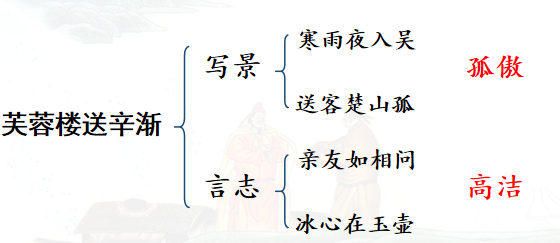 芙蓉楼送辛渐
写景
寒雨夜入吴
送客楚山孤
孤傲
言志
亲友如相问
冰心在玉壶
高洁